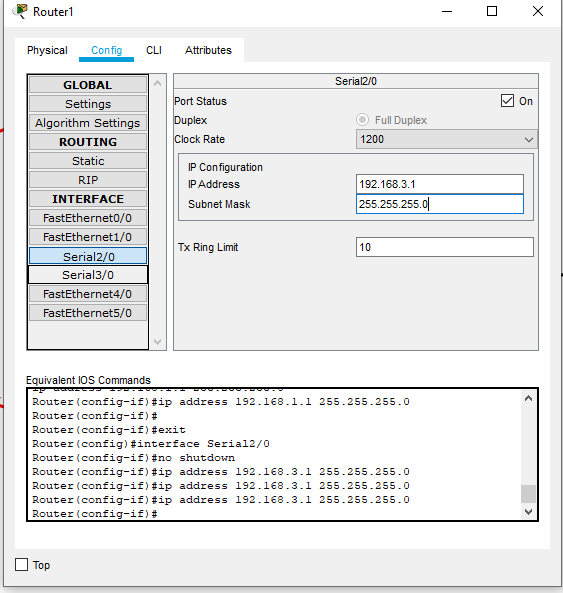 Router1
Physical Config CLI Attributes
GLOBAL
Settings
Algorithm Settings
ROUTING
Static
RIP
INTERFACE
FastEthernet0/0
FastEthernet1/0
Serial2/0
Serial3/0
FastEthernet4/0
FastEthernet5/0
Serial2/0
Port Status On
Duplex Full Duplex
Clock Rate 1200
IP Configuration
IP Address 192.168.3.1
Subnet Mask 255.255.255.0
Tx Ring Limit 10
Equivalent IOS Commands
Router(config-if)#ip address 192.168.1.1 255.255.255.0
Router(config-if)#
Router(config-if)#exit
Router(config)#interface Serial2/0
Router(config-if)#no shutdown
Router(config-if)#ip address 192.168.3.1 255.255.255.0
Router(config-if)#ip address 192.168.3.1 255.255.255.0
Router(config-if)#ip address 192.168.3.1 255.255.255.0
Router(config-if)#
Top